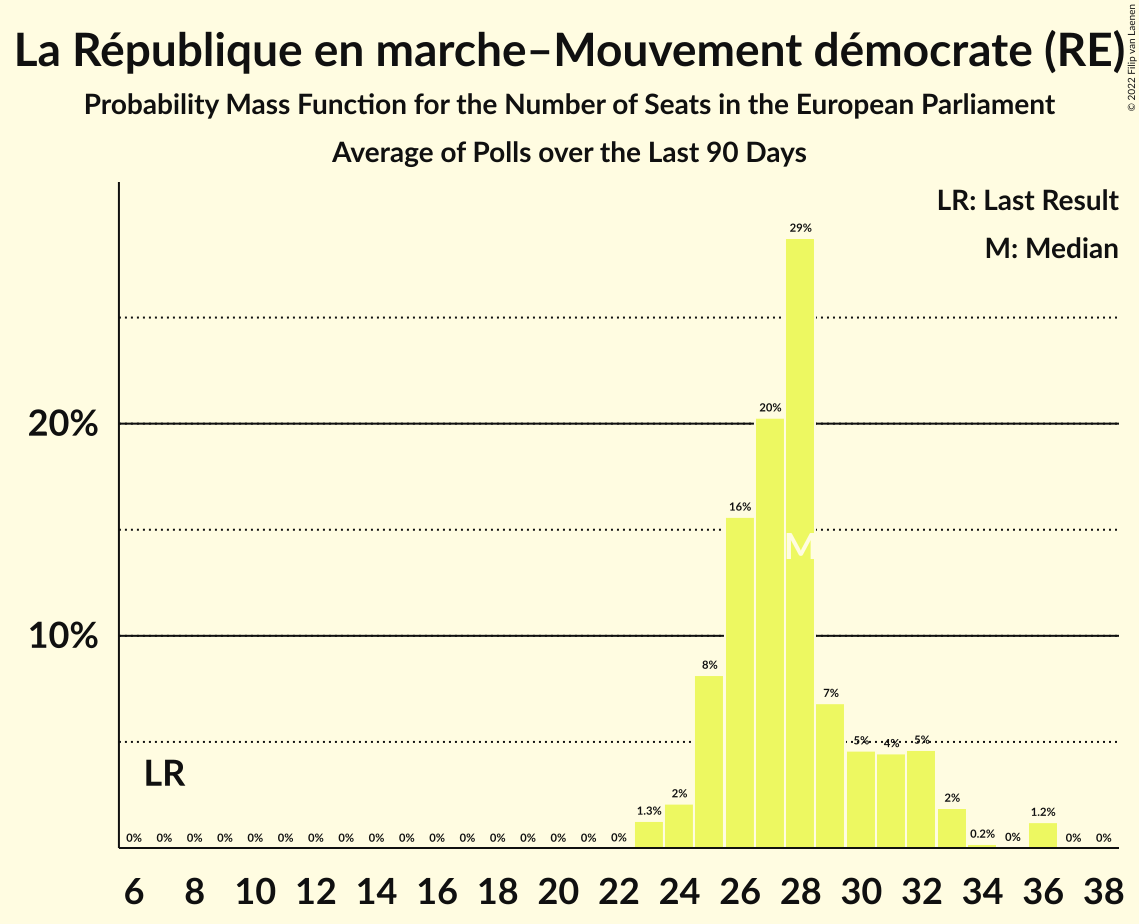 La République en marche–Mouvement démocrate (RE)
© 2022 Filip van Laenen
Probability Mass Function for the Number of Seats in the European Parliament
Average of Polls over the Last 90 Days
LR: Last Result
M: Median
29%
20%
20%
16%
M
10%
8%
7%
5% 4% 5%
LR
0% 0% 0% 0% 0% 0% 0% 0% 0% 0% 0% 0% 0% 0% 0% 0% 0% 1.3% 2% 2% 0.2% 0% 1.2% 0% 0%
6 8 10 12 14 16 18 20 22 24 26 28 30 32 34 36 38